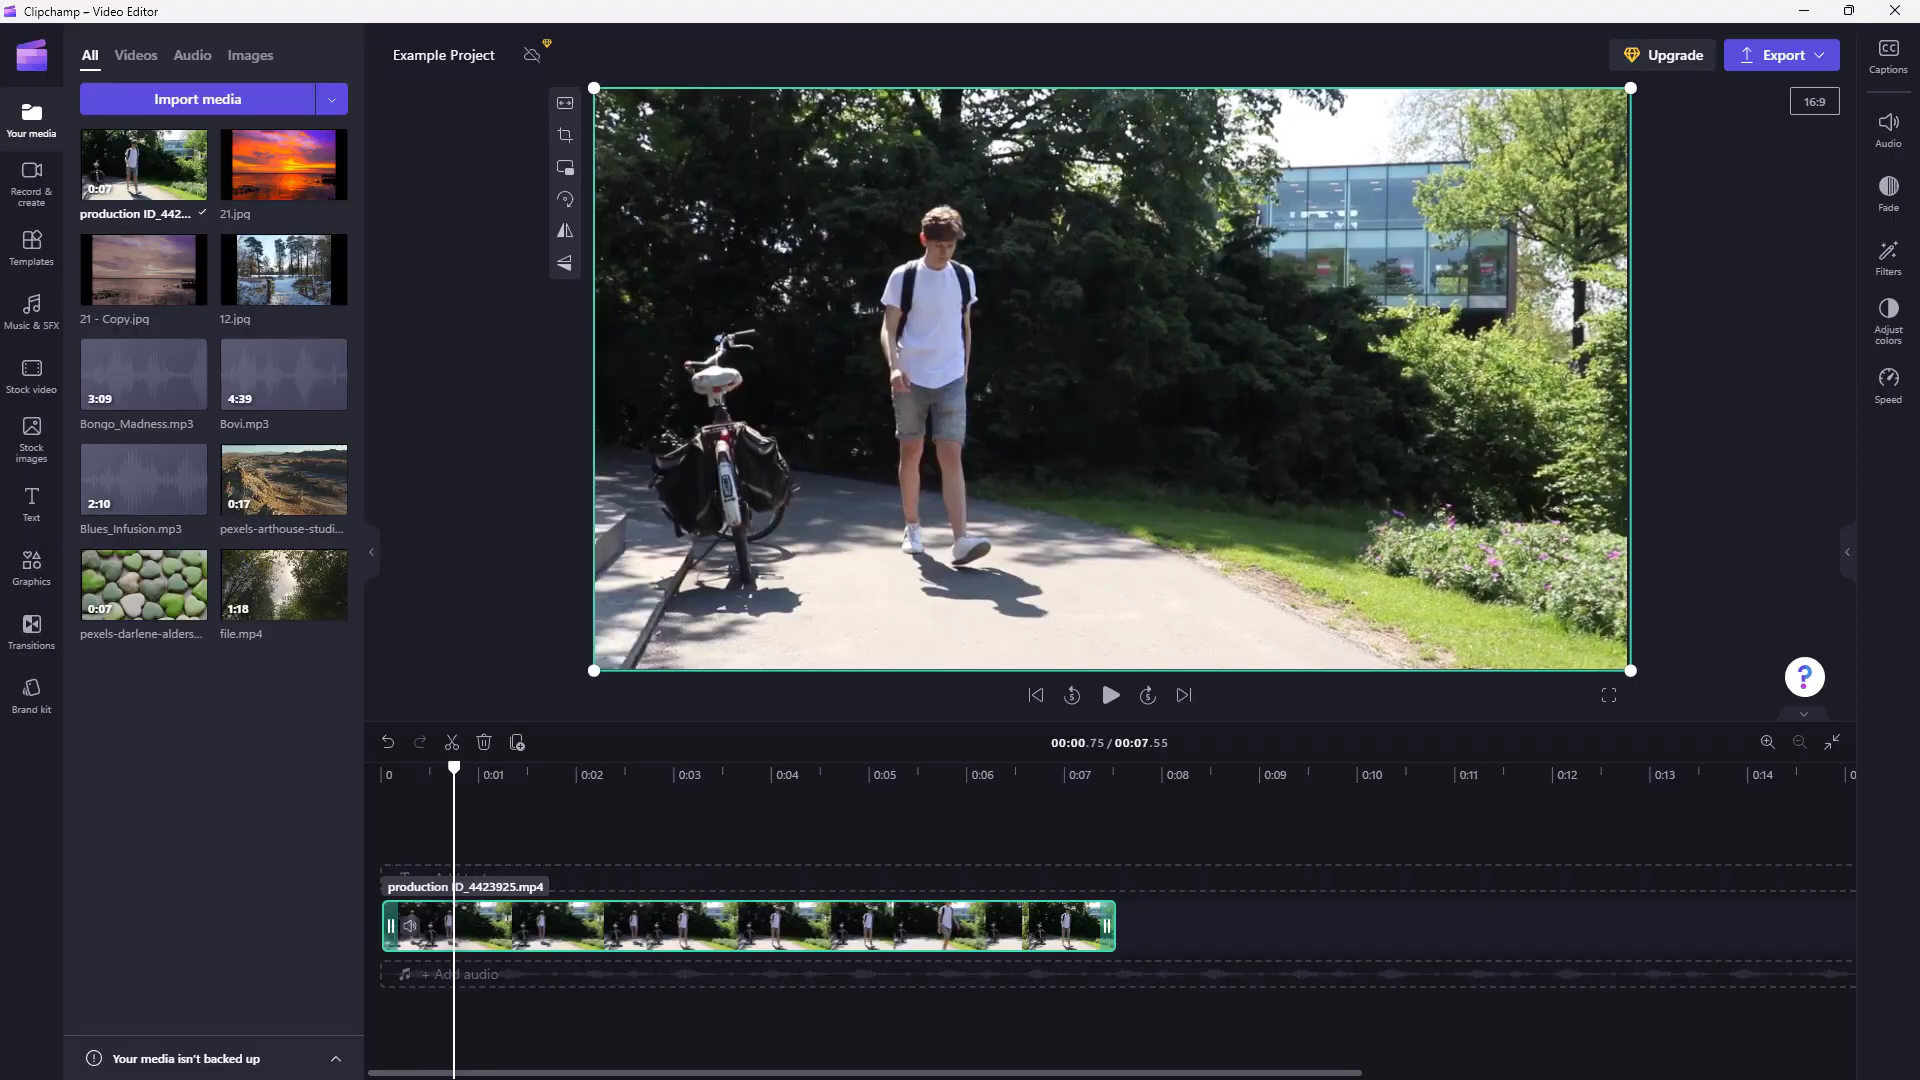 Clipchamp – Video Editor
All Videos Audio Images
Example Project
Upgrade
Export
Captions
Import media
16:9
Your media
Record & create
Templates
Music & SFX
Stock video
Stock images
Text
Graphics
Transitions
Brand kit
0:07
production ID_442...
21.jpg
21 - Copy.jpg
12.jpg
3:09
Bongo_Madness.mp3
4:39
Bovi.mp3
2:10
Blues_Infusion.mp3
0:17
pexels-arthouse-studi...
0:07
pexels-darlene-alders...
1:18
file.mp4
Audio
Fade
Filters
Adjust colors
Speed
5
5
?
00:00.75 / 00:07.55
0 0:01 0:02 0:03 0:04 0:05 0:06 0:07 0:08 0:09 0:10 0:11 0:12 0:13 0:14 0
production ID_4423925.mp4
+ Add audio
Your media isn't backed up